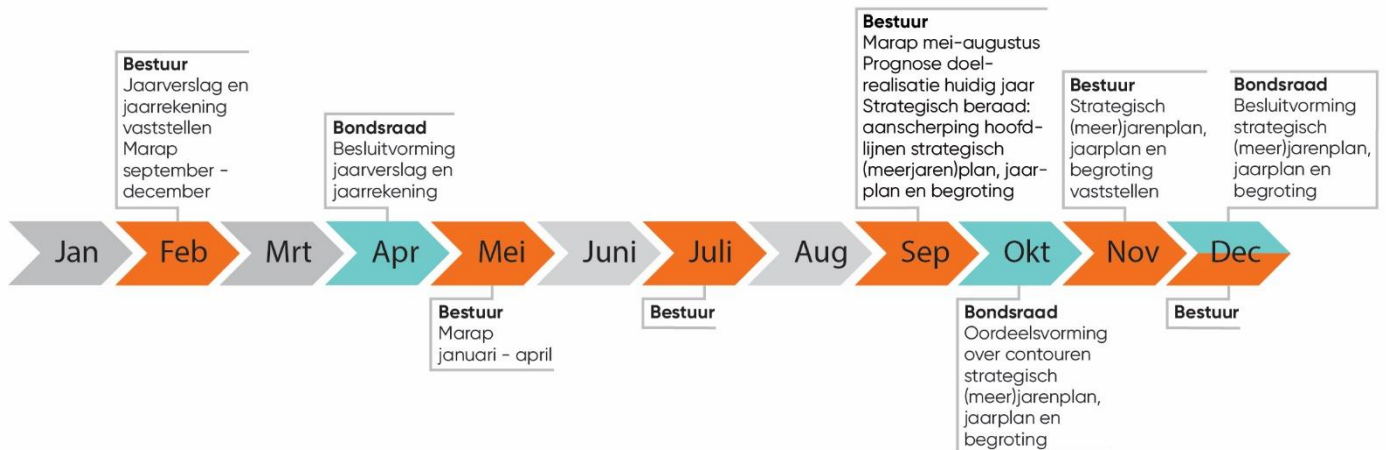 Bestuur
Jaarverslag en
jaarrekening
vaststellen
Marap
september -
december
Bondsraad
Besluitvorming
jaarverslag en
jaarrekening
Bestuur
Marap mei-augustus
Prognose doel-
realisatie huidig jaar
Strategisch beraad:
aanscherping hoofd-
lijnen strategisch
(meerjaren)plan, jaar-
plan en begroting
Bestuur
Strategisch
(meer)jarenplan,
jaarplan en
begroting
vaststellen
Bondsraad
Besluitvorming
strategisch
(meer)jarenplan,
jaarplan en
begroting
Jan Feb Mrt Apr Mei Juni Juli Aug Sep Okt Nov Dec
Bestuur
Marap
januari - april
Bestuur
Bondsraad
Oordeelsvorming
over contouren
strategisch
(meer)jarenplan,
jaarplan en
begroting
Bestuur